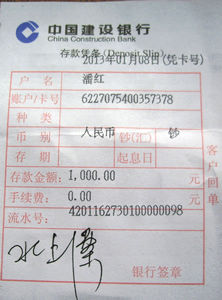 中国建设银行
China Construction Bank
存款凭条(Deposit Slip)
2013年01月08日(凭卡号)
户名 潘红
账户/卡号 6227075400357378
种类
币别 人民币 钞(汇) 钞
存期 起息日
存款金额: 1,000.00
手续费: 0.00
流水号: 4201162730100000098
银行签章
客户回单